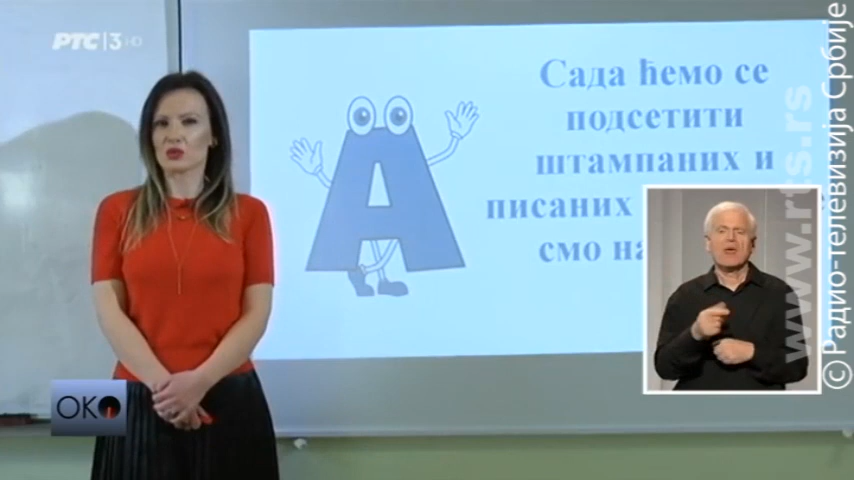 РТС|3 HD
А
Сада ћемо се
подсетити
штампаних и
писаних
смо
ОКО
www.rts.rs
© Радио-телевизија Србије